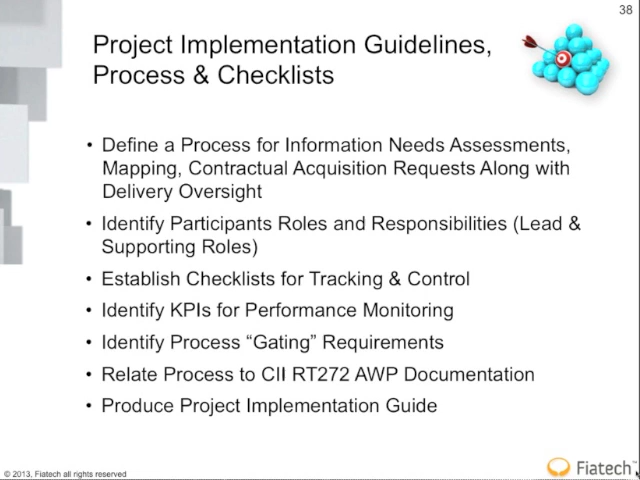 38
Project Implementation Guidelines,
Process & Checklists
• Define a Process for Information Needs Assessments,
Mapping, Contractual Acquisition Requests Along with
Delivery Oversight
• Identify Participants Roles and Responsibilities (Lead &
Supporting Roles)
• Establish Checklists for Tracking & Control
• Identify KPIs for Performance Monitoring
• Identify Process “Gating” Requirements
• Relate Process to CII RT272 AWP Documentation
• Produce Project Implementation Guide
© 2013, Fiatech all rights reserved
Fiatech™